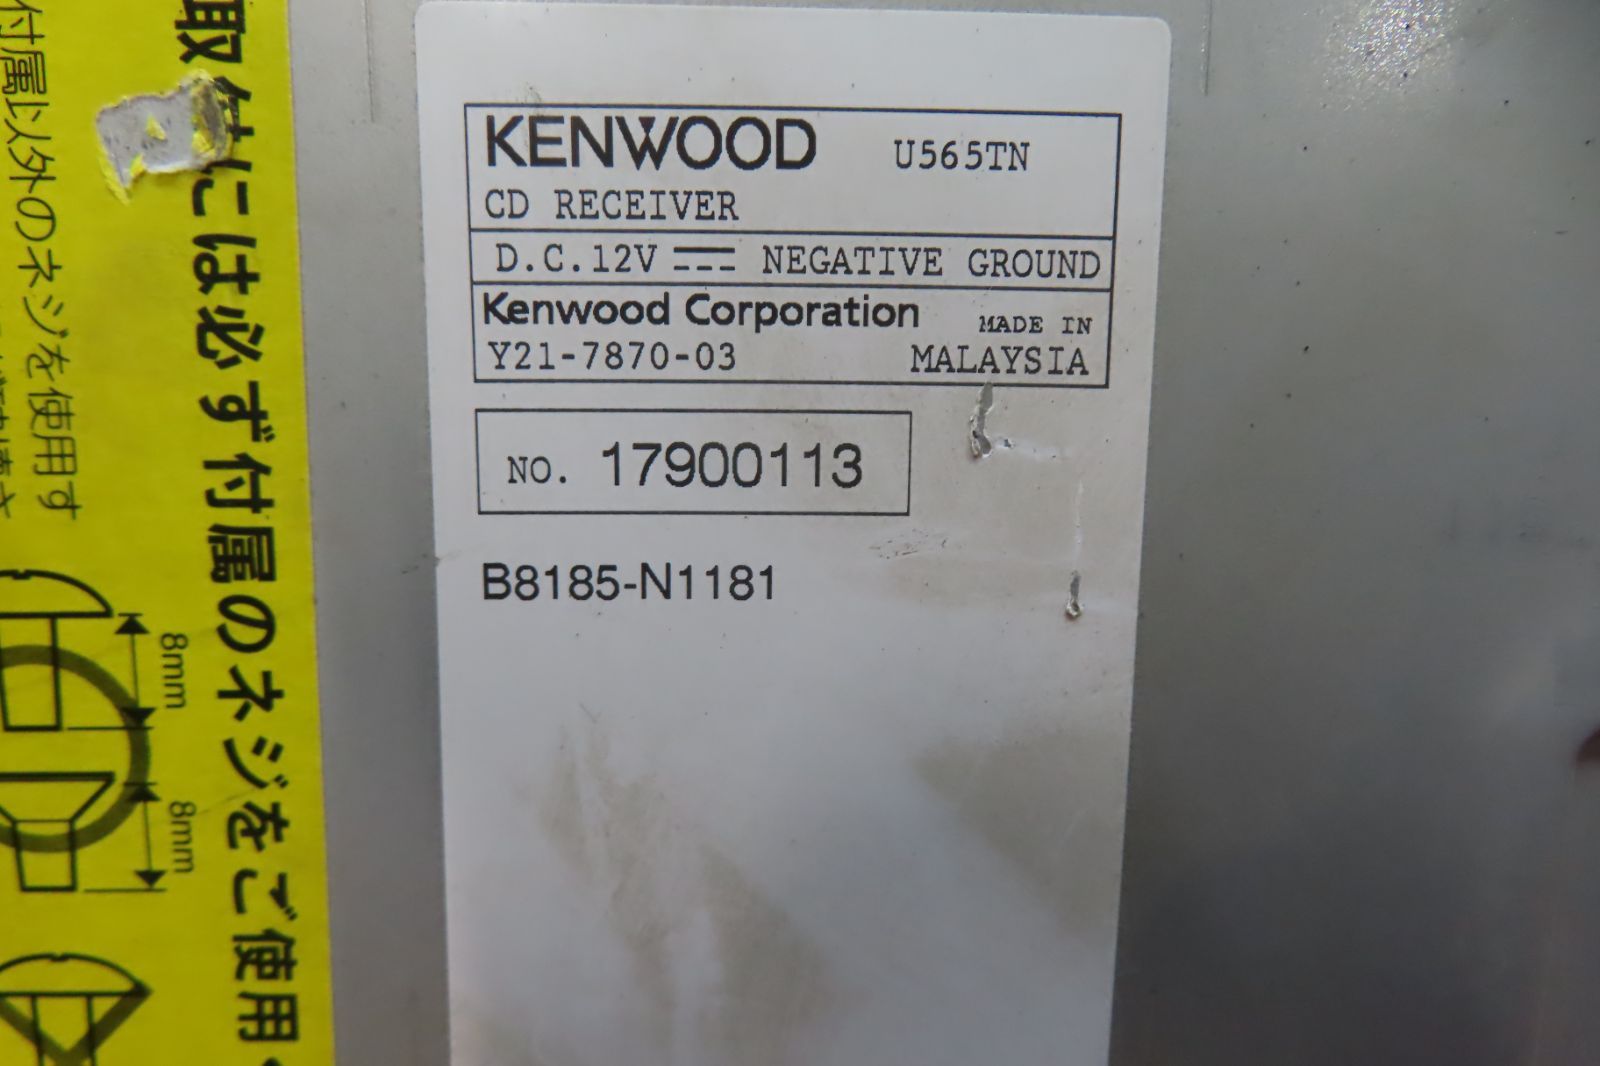 KENWOOD U565TN
CD RECEIVER
D.C.12V NEGATIVE GROUND
Kenwood Corporation MADE IN
Y21-7870-03 MALAYSIA
NO. 17900113
B8185-N1181
取付には必ず付属のネジをご使用く
付属以外のネジを使用す
8mm
8mm